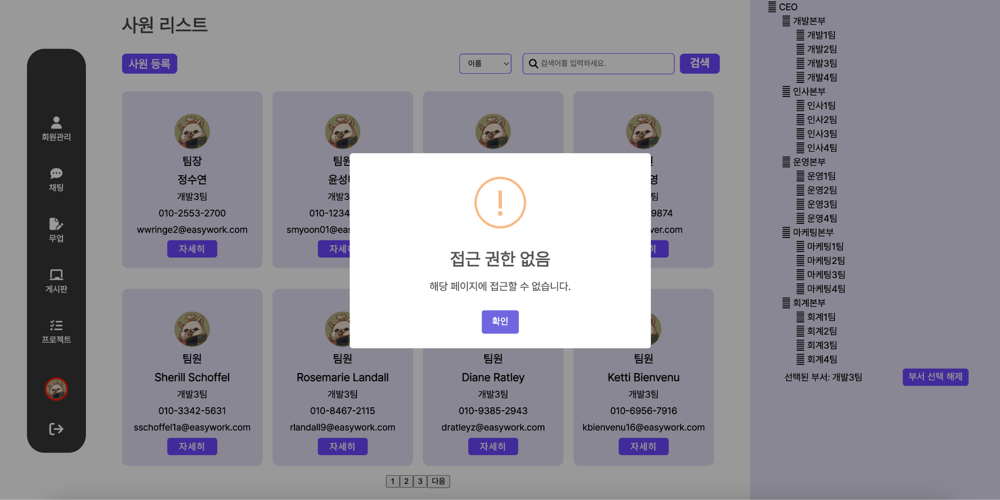 사원 리스트
사원 등록
이름
검색어를 입력하세요.
검색
회원관리
채팅
무업
게시판
프로젝트
팀장
정수연
개발3팀
010-2553-2700
wwringe2@easywork.com
자세히
팀원
윤성
개발3
010-1234
smyoon01@eas
자세히
영
팀
9874
ver.com
히
접근 권한 없음
해당 페이지에 접근할 수 없습니다.
확인
팀원
Sherill Schoffel
개발3팀
010-3342-5631
sschoffel1a@easywork.com
자세히
팀원
Rosemarie Landall
개발3팀
010-8467-2115
rlandall9@easywork.com
자세히
팀원
Diane Ratley
개발3팀
010-9385-2943
dratleyz@easywork.com
자세히
팀원
Ketti Bienvenu
개발3팀
010-6956-7916
kbienvenu16@easywork.com
자세히
1 2 3 다음
CEO
개발본부
개발1팀
개발2팀
개발3팀
개발4팀
인사본부
인사1팀
인사2팀
인사3팀
인사4팀
운영본부
운영1팀
운영2팀
운영3팀
운영4팀
마케팅본부
마케팅1팀
마케팅2팀
마케팅3팀
마케팅4팀
회계본부
회계1팀
회계2팀
회계3팀
회계4팀
선택된 부서: 개발3팀
부서 선택 해제